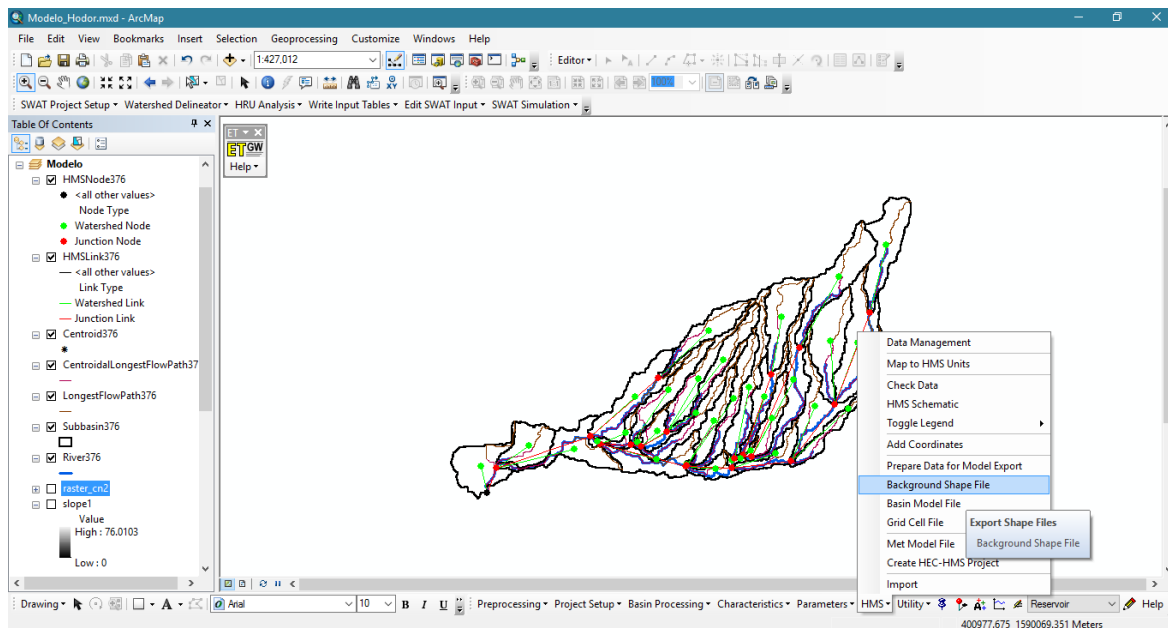 Modelo_Hodor.mxd - ArcMap
File Edit View Bookmarks Insert Selection Geoprocessing Customize Windows Help
1:427,012 Editor
100%
SWAT Project Setup Watershed Delineator HRU Analysis Write Input Tables Edit SWAT Input SWAT Simulation
Table Of Contents
ET
ET GW
Help
Modelo
HMSNode376
<all other values>
Node Type
Watershed Node
Junction Node
HMSLink376
<all other values>
Link Type
Watershed Link
Junction Link
Centroid376
CentroidalLongestFlowPath37
LongestFlowPath376
Subbasin376
River376
raster_cn2
slope1
Value
High : 76.0103
Low : 0
Data Management
Map to HMS Units
Check Data
HMS Schematic
Toggle Legend
Add Coordinates
Prepare Data for Model Export
Background Shape File
Basin Model File
Grid Cell File
Met Model File
Create HEC-HMS Project
Import
Export Shape Files
Background Shape File
Drawing A Arial 10 B I U A Preprocessing Project Setup Basin Processing Characteristics Parameters HMS Utility Reservoir Help
400977.675 1590069.351 Meters